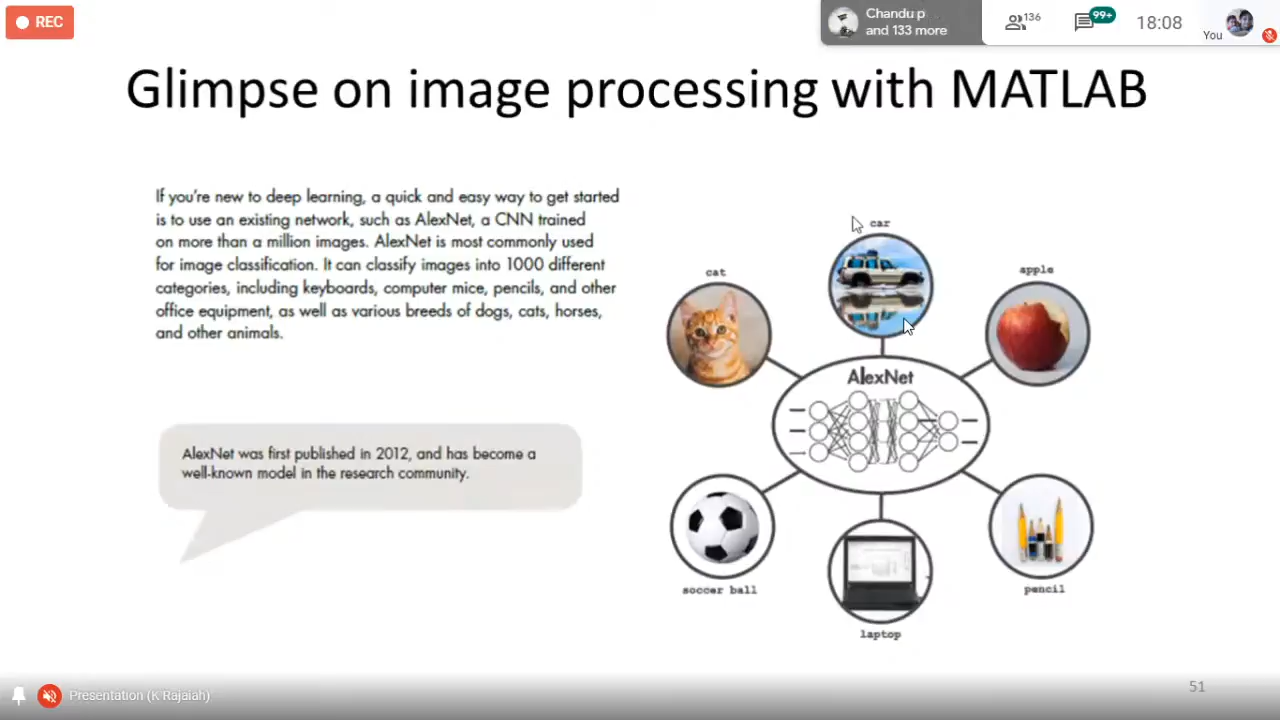 REC
Chandu p
and 133 more
136
99+
18:08
You
Glimpse on image processing with MATLAB
If you're new to deep learning, a quick and easy way to get started
is to use an existing network, such as AlexNet, a CNN trained
on more than a million images. AlexNet is most commonly used
for image classification. It can classify images into 1000 different
categories, including keyboards, computer mice, pencils, and other
office equipment, as well as various breeds of dogs, cats, horses,
and other animals.
AlexNet was first published in 2012, and has become a
well-known model in the research community.
car
cat
apple
AlexNet
soccer ball
pencil
laptop
Presentation (K Rajaiah)
51